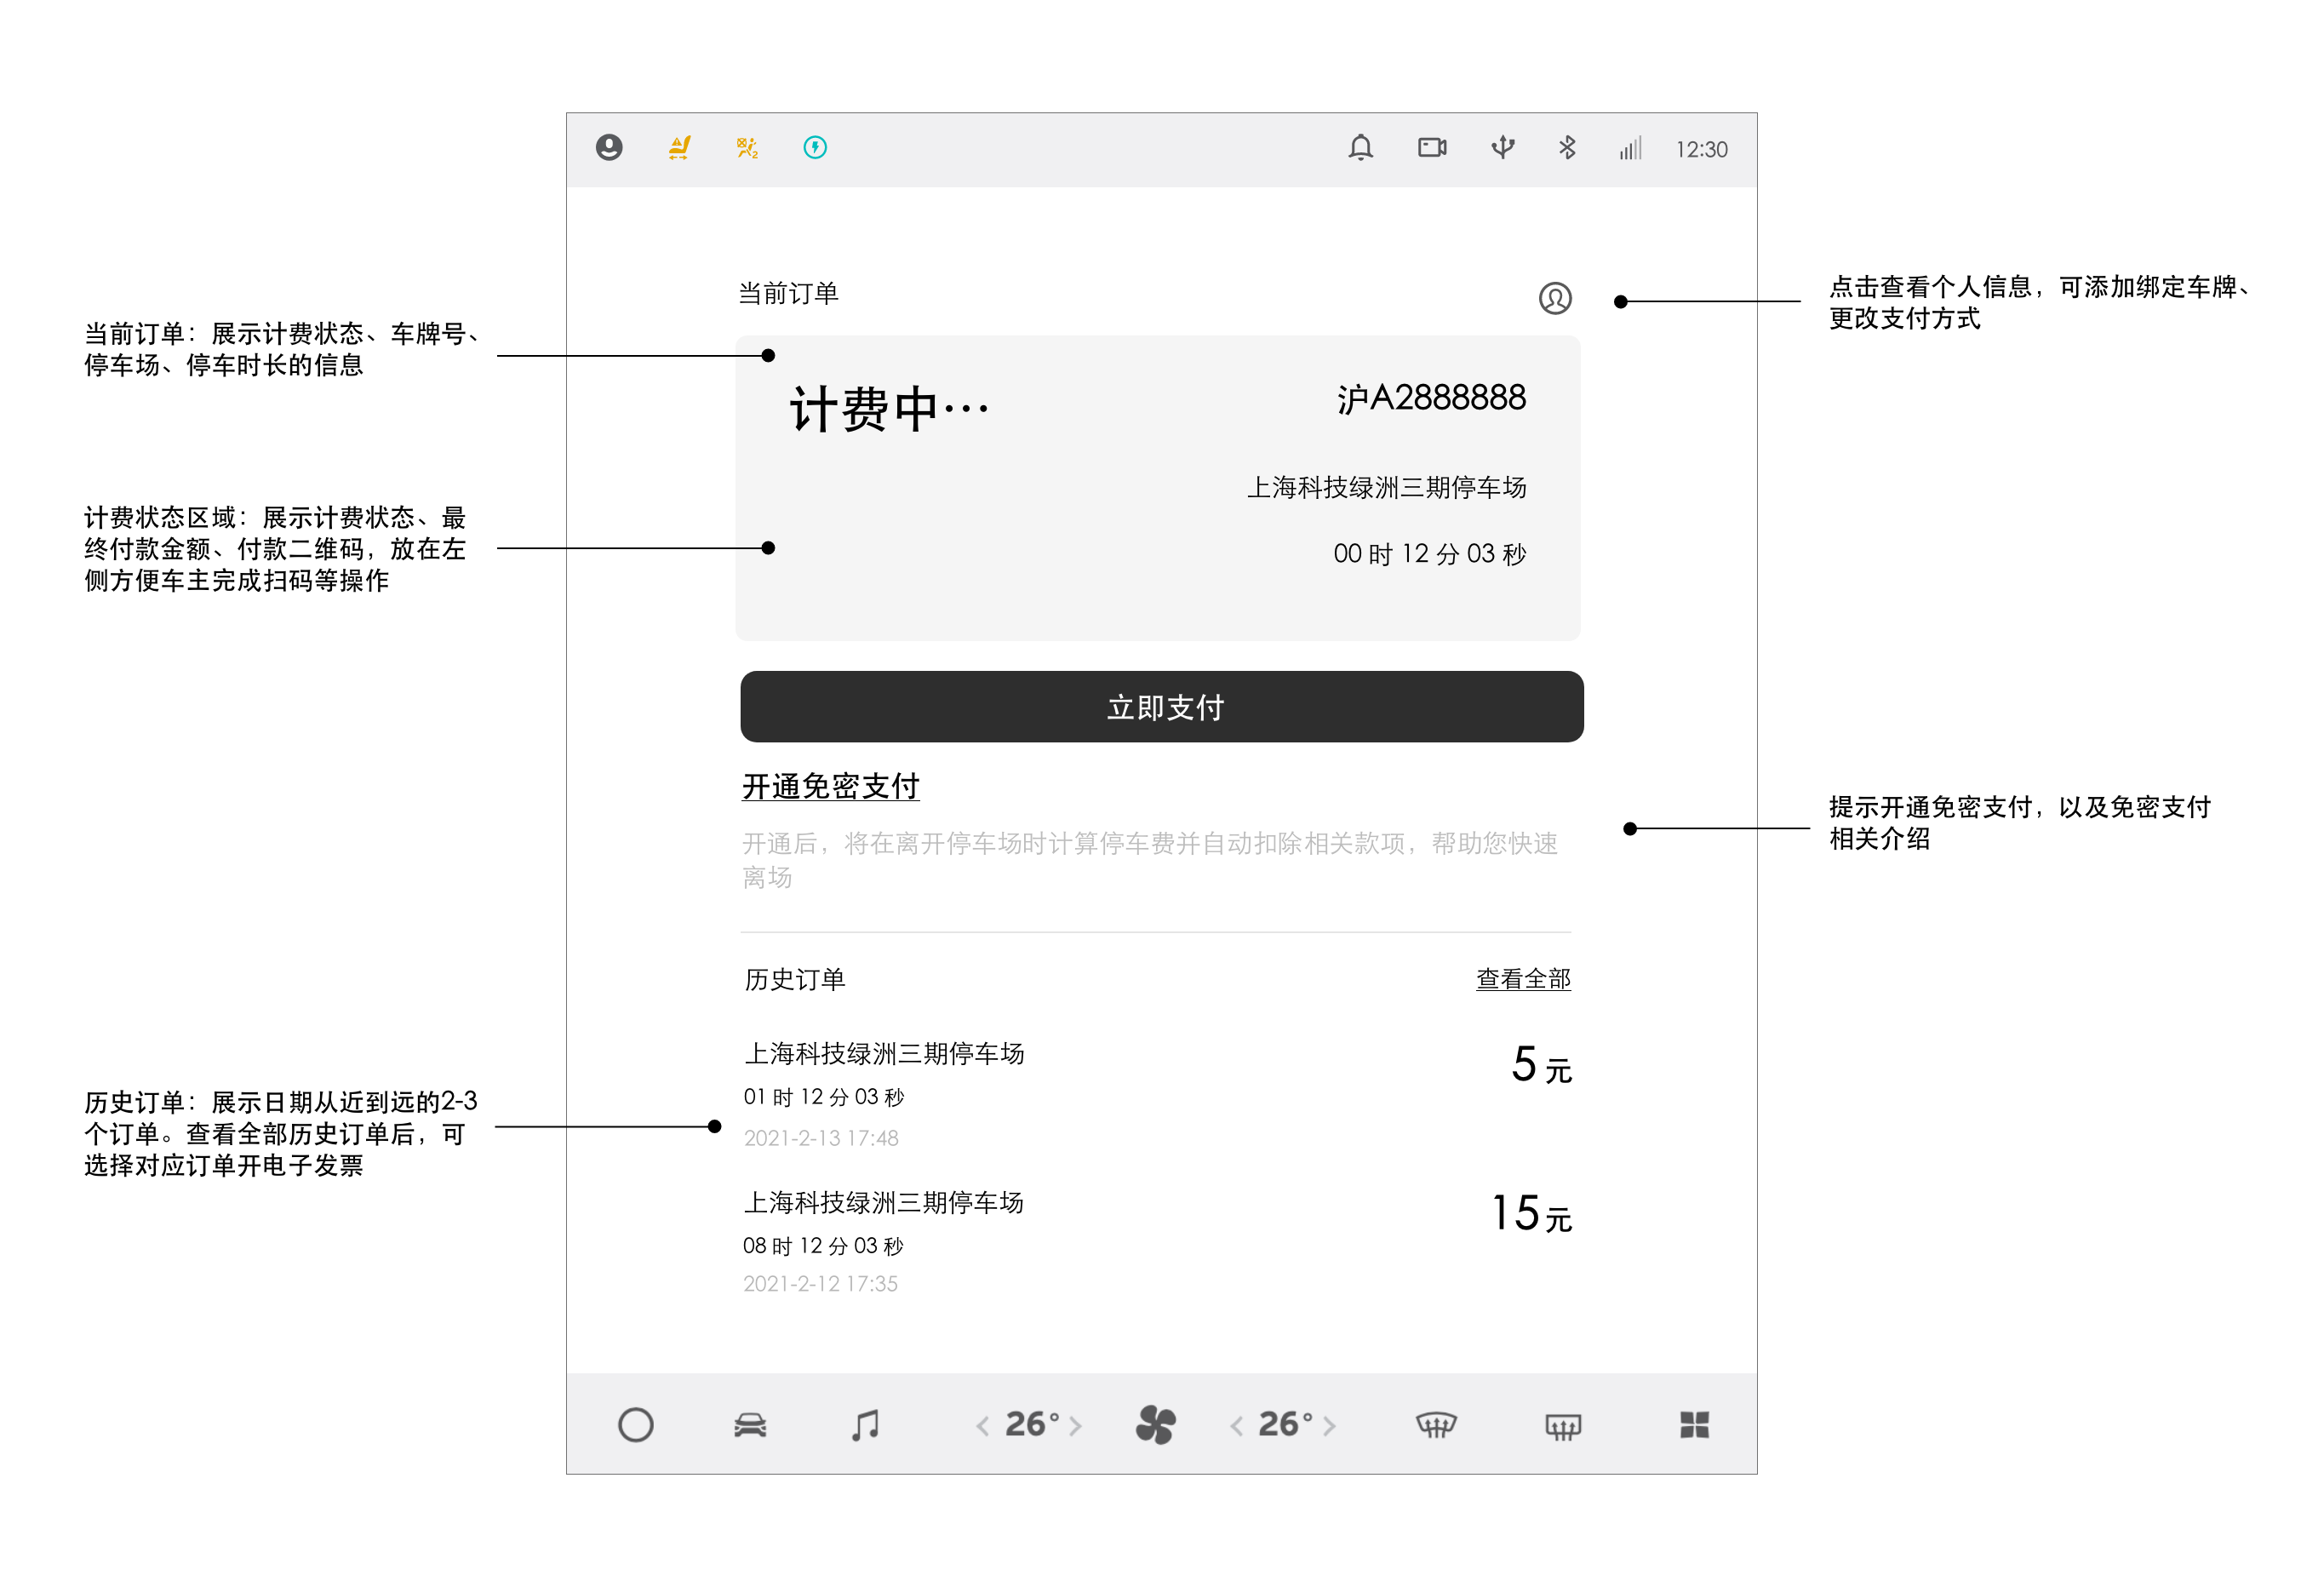 12:30
当前订单
当前订单：展示计费状态、车牌号、
停车场、停车时长的信息
点击查看个人信息，可添加绑定车牌、
更改支付方式
计费中···
沪A2888888
上海科技绿洲三期停车场
00 时 12 分 03 秒
计费状态区域：展示计费状态、最
终付款金额、付款二维码，放在左
侧方便车主完成扫码等操作
立即支付
开通免密支付
开通后，将在离开停车场时计算停车费并自动扣除相关款项，帮助您快速
离场
提示开通免密支付，以及免密支付
相关介绍
历史订单
查看全部
上海科技绿洲三期停车场
5 元
01 时 12 分 03 秒
2021-2-13 17:48
历史订单：展示日期从近到远的2-3
个订单。查看全部历史订单后，可
选择对应订单开电子发票
上海科技绿洲三期停车场
15 元
08 时 12 分 03 秒
2021-2-12 17:35
26°
26°